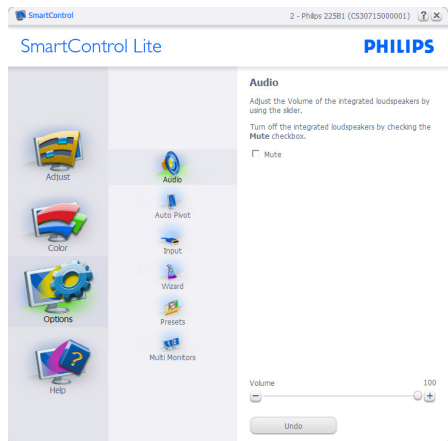 SmartControl
2 - Philips 225B1 (CS30715000001)
SmartControl Lite
PHILIPS
Audio
Adjust the Volume of the integrated loudspeakers by
using the slider.
Turn off the integrated loudspeakers by checking the
Mute checkbox.
Mute
Adjust
Color
Options
Help
Audio
Auto Pivot
Input
Wizard
Presets
Multi Monitors
Volume 100
Undo